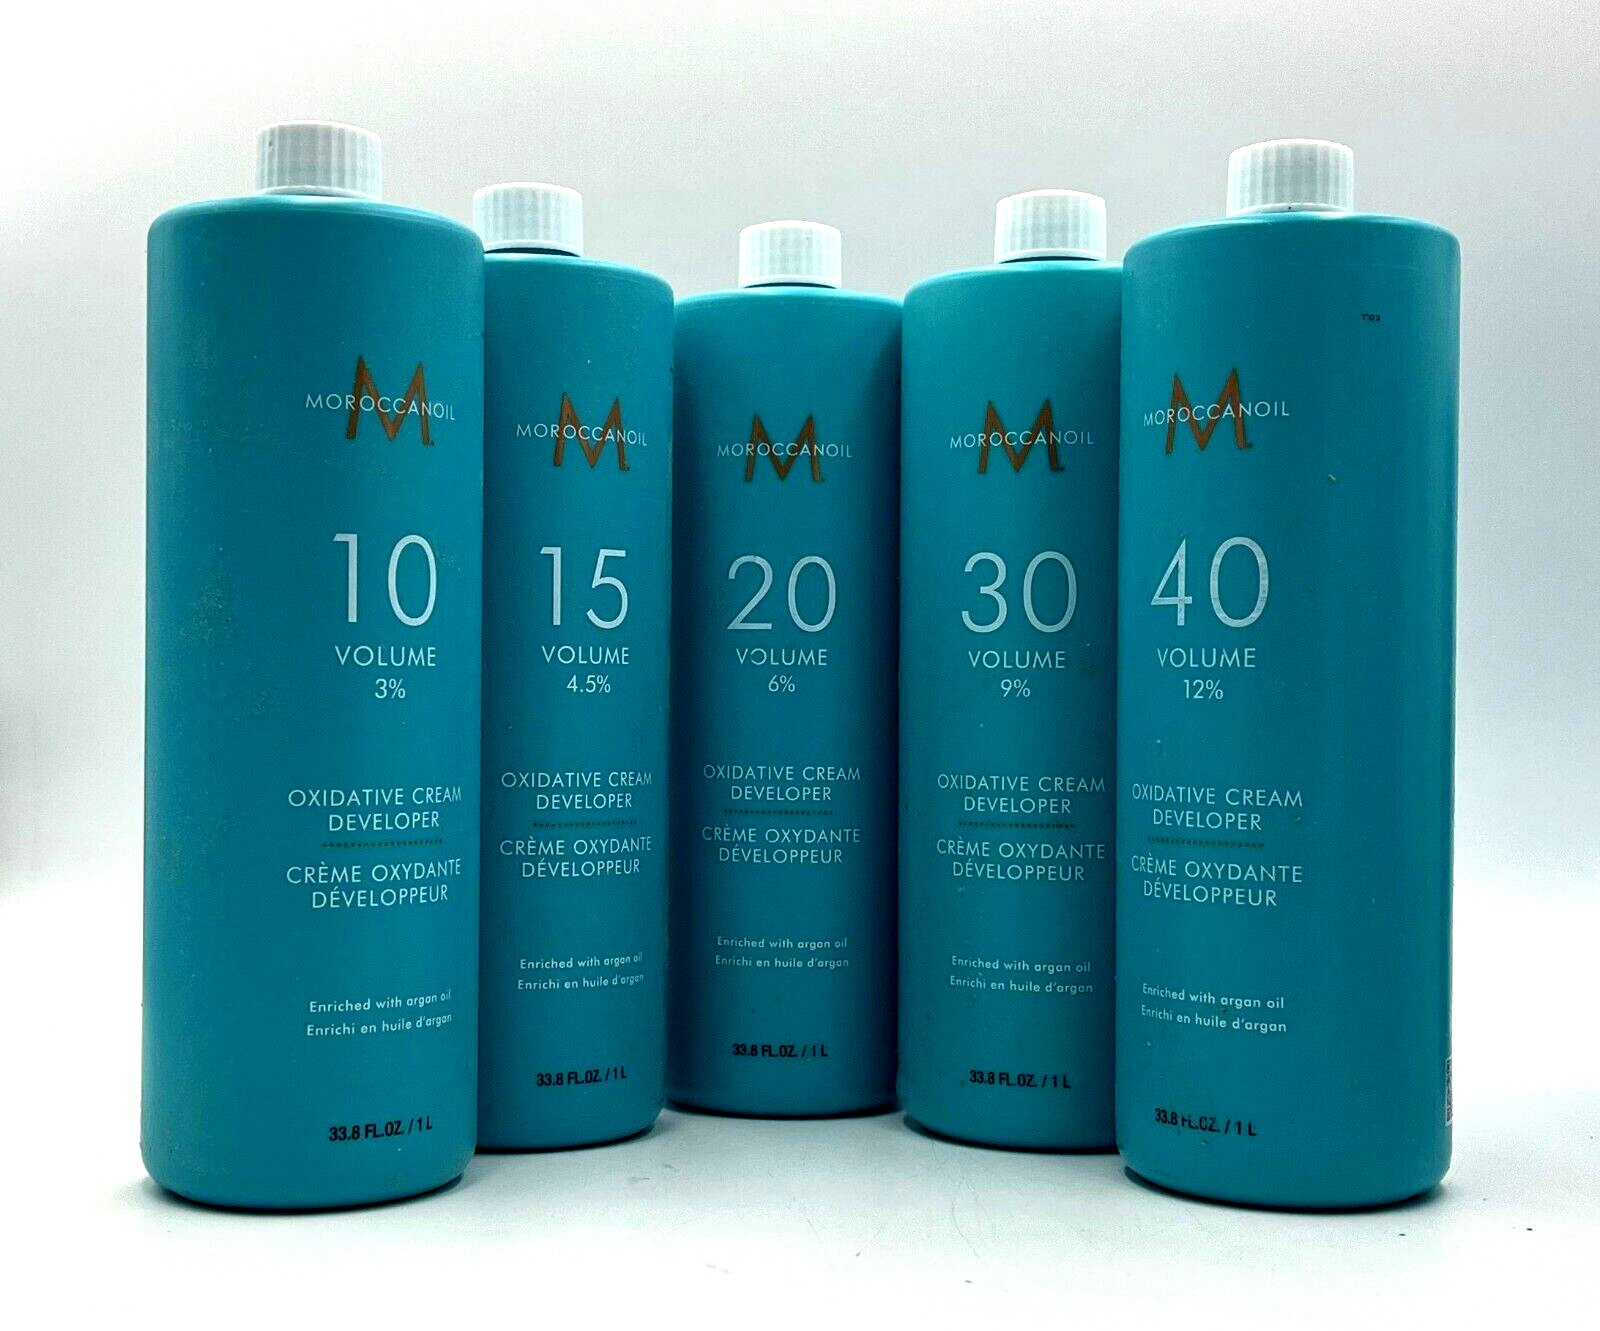 M
MOROCCANOIL
10
VOLUME
3%
OXIDATIVE CREAM
DEVELOPER
CRÈME OXYDANTE
DÉVELOPPEUR
Enriched with argan oil
Enrichi en huile d'argan
33.8 FL.OZ. / 1 L
M
MOROCCANOIL
15
VOLUME
4.5%
OXIDATIVE CREAM
DEVELOPER
CRÈME OXYDANTE
DÉVELOPPEUR
Enriched with argan oil
Enrichi en huile d'argan
33.8 FL.OZ. / 1 L
M
MOROCCANOIL
20
VOLUME
6%
OXIDATIVE CREAM
DEVELOPER
CRÈME OXYDANTE
DÉVELOPPEUR
Enriched with argan oil
Enrichi en huile d'argan
33.8 FL.OZ. / 1 L
M
MOROCCANOIL
30
VOLUME
9%
OXIDATIVE CREAM
DEVELOPER
CRÈME OXYDANTE
DÉVELOPPEUR
Enriched with argan oil
Enrichi en huile d'argan
33.8 FL.OZ. / 1 L
M
MOROCCANOIL
40
VOLUME
12%
OXIDATIVE CREAM
DEVELOPER
CRÈME OXYDANTE
DÉVELOPPEUR
Enriched with argan oil
Enrichi en huile d'argan
33.8 FL.OZ. / 1 L